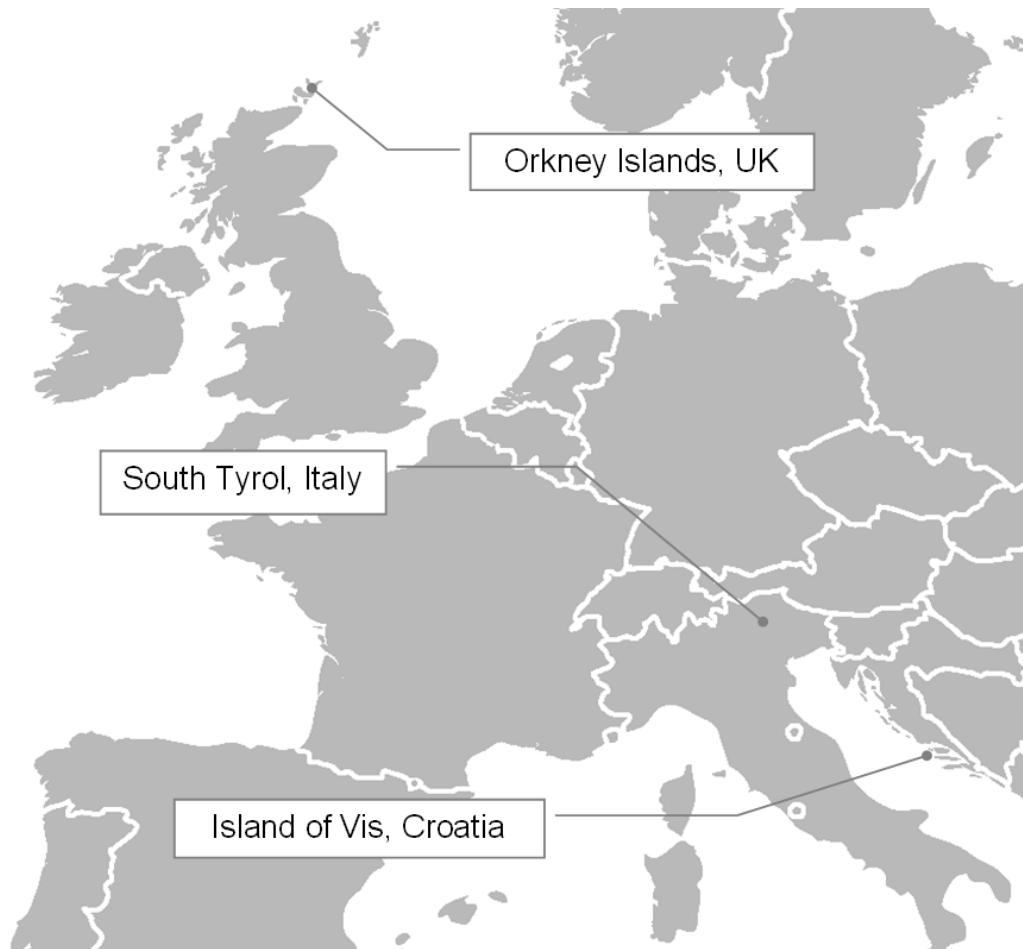 Orkney Islands, UK
South Tyrol, Italy
Island of Vis, Croatia